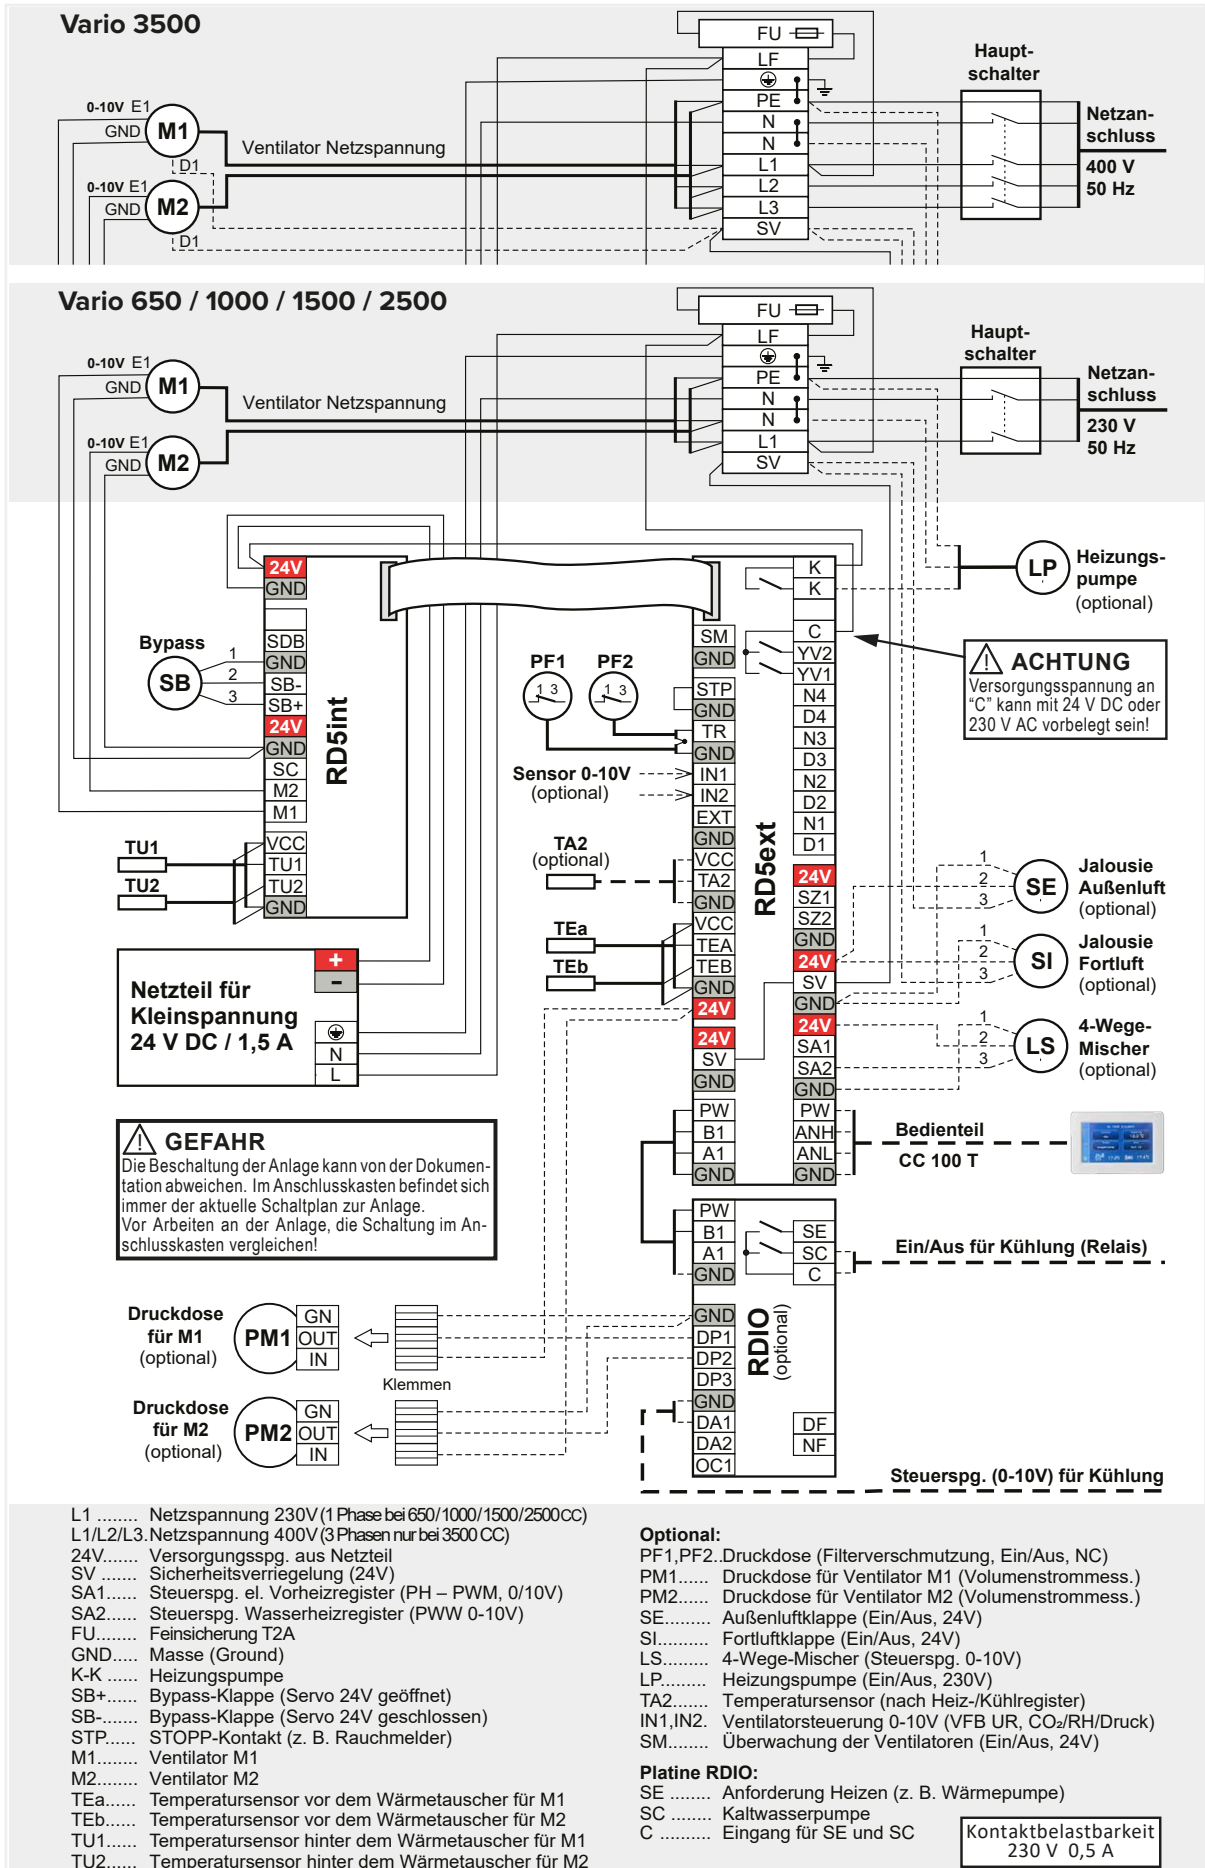 Vario 3500
FU
LF
PE
N
N
L1
L2
L3
SV
Haupt-
schalter
Netzan-
schluss
400 V
50 Hz
0-10V E1
GND
M1
D1
Ventilator Netzspannung
0-10V E1
GND
M2
D1
Vario 650 / 1000 / 1500 / 2500
FU
LF
PE
N
N
L1
SV
Haupt-
schalter
Netzan-
schluss
230 V
50 Hz
0-10V E1
GND
M1
Ventilator Netzspannung
0-10V E1
GND
M2
24V
GND
SDB
GND
SB-
SB+
24V
GND
SC
M2
M1
VCC
TU1
TU2
GND
RD5int
Bypass
SB
1
2
3
TU1
TU2
PF1
PF2
1 3
1 3
Sensor 0-10V
(optional)
TA2
(optional)
TEa
TEb
SM
GND
STP
GND
TR
GND
IN1
IN2
EXT
GND
VCC
TA2
GND
VCC
TEA
TEB
GND
24V
24V
SV
GND
PW
B1
A1
GND
RD5ext
K
K
C
YV2
YV1
N4
D4
N3
D3
N2
D2
N1
D1
24V
SZ1
SZ2
GND
24V
SV
GND
24V
SA1
SA2
GND
PW
ANH
ANL
GND
LP
Heizungs-
pumpe
(optional)
ACHTUNG
Versorgungsspannung an
“C” kann mit 24 V DC oder
230 V AC vorbelegt sein!
1
2
3
SE
Jalousie
Außenluft
(optional)
1
2
3
SI
Jalousie
Fortluft
(optional)
1
2
3
LS
4-Wege-
Mischer
(optional)
Bedienteil
CC 100 T
Netzteil für
Kleinspannung
24 V DC / 1,5 A
+
-
N
L
GEFAHR
Die Beschaltung der Anlage kann von der Dokumen-
tation abweichen. Im Anschlusskasten befindet sich
immer der aktuelle Schaltplan zur Anlage.
Vor Arbeiten an der Anlage, die Schaltung im An-
schlusskasten vergleichen!
PW
B1
A1
GND
SE
SC
C
Ein/Aus für Kühlung (Relais)
GND
DP1
DP2
DP3
GND
DA1
DA2
OC1
RDIO
(optional)
DF
NF
Steuerspg. (0-10V) für Kühlung
Druckdose
für M1
(optional)
PM1
GN
OUT
IN
Klemmen
Druckdose
für M2
(optional)
PM2
GN
OUT
IN
L1 ........ Netzspannung 230V (1 Phase bei 650/1000/1500/2500 CC)
L1/L2/L3. Netzspannung 400V (3 Phasen nur bei 3500 CC)
24V....... Versorgungsspg. aus Netzteil
SV ....... Sicherheitsverriegelung (24V)
SA1...... Steuerspg. el. Vorheizregister (PH – PWM, 0/10V)
SA2...... Steuerspg. Wasserheizregister (PWW 0-10V)
FU........ Feinsicherung T2A
GND..... Masse (Ground)
K-K ...... Heizungspumpe
SB+...... Bypass-Klappe (Servo 24V geöffnet)
SB-....... Bypass-Klappe (Servo 24V geschlossen)
STP...... STOPP-Kontakt (z. B. Rauchmelder)
M1........ Ventilator M1
M2........ Ventilator M2
TEa...... Temperatursensor vor dem Wärmetauscher für M1
TEb...... Temperatursensor vor dem Wärmetauscher für M2
TU1...... Temperatursensor hinter dem Wärmetauscher für M1
TU2...... Temperatursensor hinter dem Wärmetauscher für M2
Optional:
PF1,PF2..Druckdose (Filterverschmutzung, Ein/Aus, NC)
PM1...... Druckdose für Ventilator M1 (Volumenstrommess.)
PM2...... Druckdose für Ventilator M2 (Volumenstrommess.)
SE......... Außenluftklappe (Ein/Aus, 24V)
SI.......... Fortluftklappe (Ein/Aus, 24V)
LS......... 4-Wege-Mischer (Steuerspg. 0-10V)
LP......... Heizungspumpe (Ein/Aus, 230V)
TA2....... Temperatursensor (nach Heiz-/Kühlregister)
IN1,IN2. Ventilatorsteuerung 0-10V (VFB UR, CO₂/RH/Druck)
SM........ Überwachung der Ventilatoren (Ein/Aus, 24V)
Platine RDIO:
SE ........ Anforderung Heizen (z. B. Wärmepumpe)
SC ........ Kaltwasserpumpe
C .......... Eingang für SE und SC
Kontaktbelastbarkeit
230 V 0,5 A